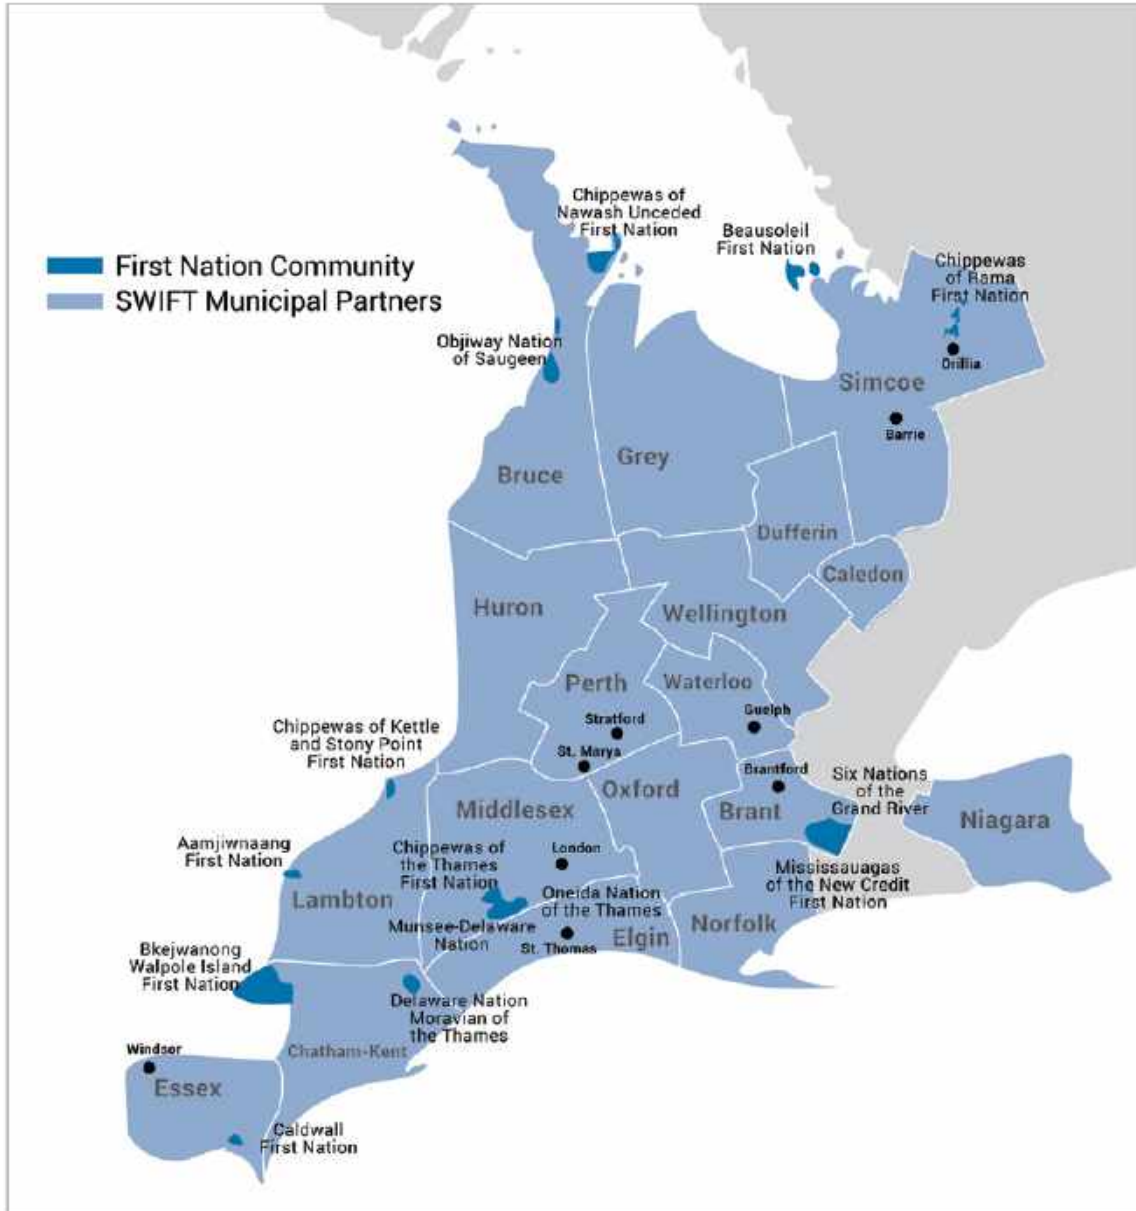 Chippewas of
Nawash Unceded
First Nation
Beausoleil
First Nation
Chippewas
of Rama
First Nation
First Nation Community
SWIFT Municipal Partners
Objiway Nation
of Saugeen
Orillia
Simcoe
Barrie
Grey
Bruce
Dufferin
Caledon
Huron
Wellington
Perth
Waterloo
Stratford
Guelph
Chippewas of Kettle
and Stony Point
First Nation
St. Marys
Brantford
Six Nations
of the
Grand River
Oxford
Middlesex
Brant
Niagara
Aamjiwnaang
First Nation
Chippewas of
the Thames
First Nation
London
Mississauagas
of the New Credit
First Nation
Lambton
Oneida Nation
of the Thames
Munsee-Delaware
Nation
St. Thomas
Elgin
Norfolk
Bkejwanong
Walpole Island
First Nation
Delaware Nation
Moravian of
the Thames
Windsor
Chatham-Kent
Essex
Caldwall
First Nation